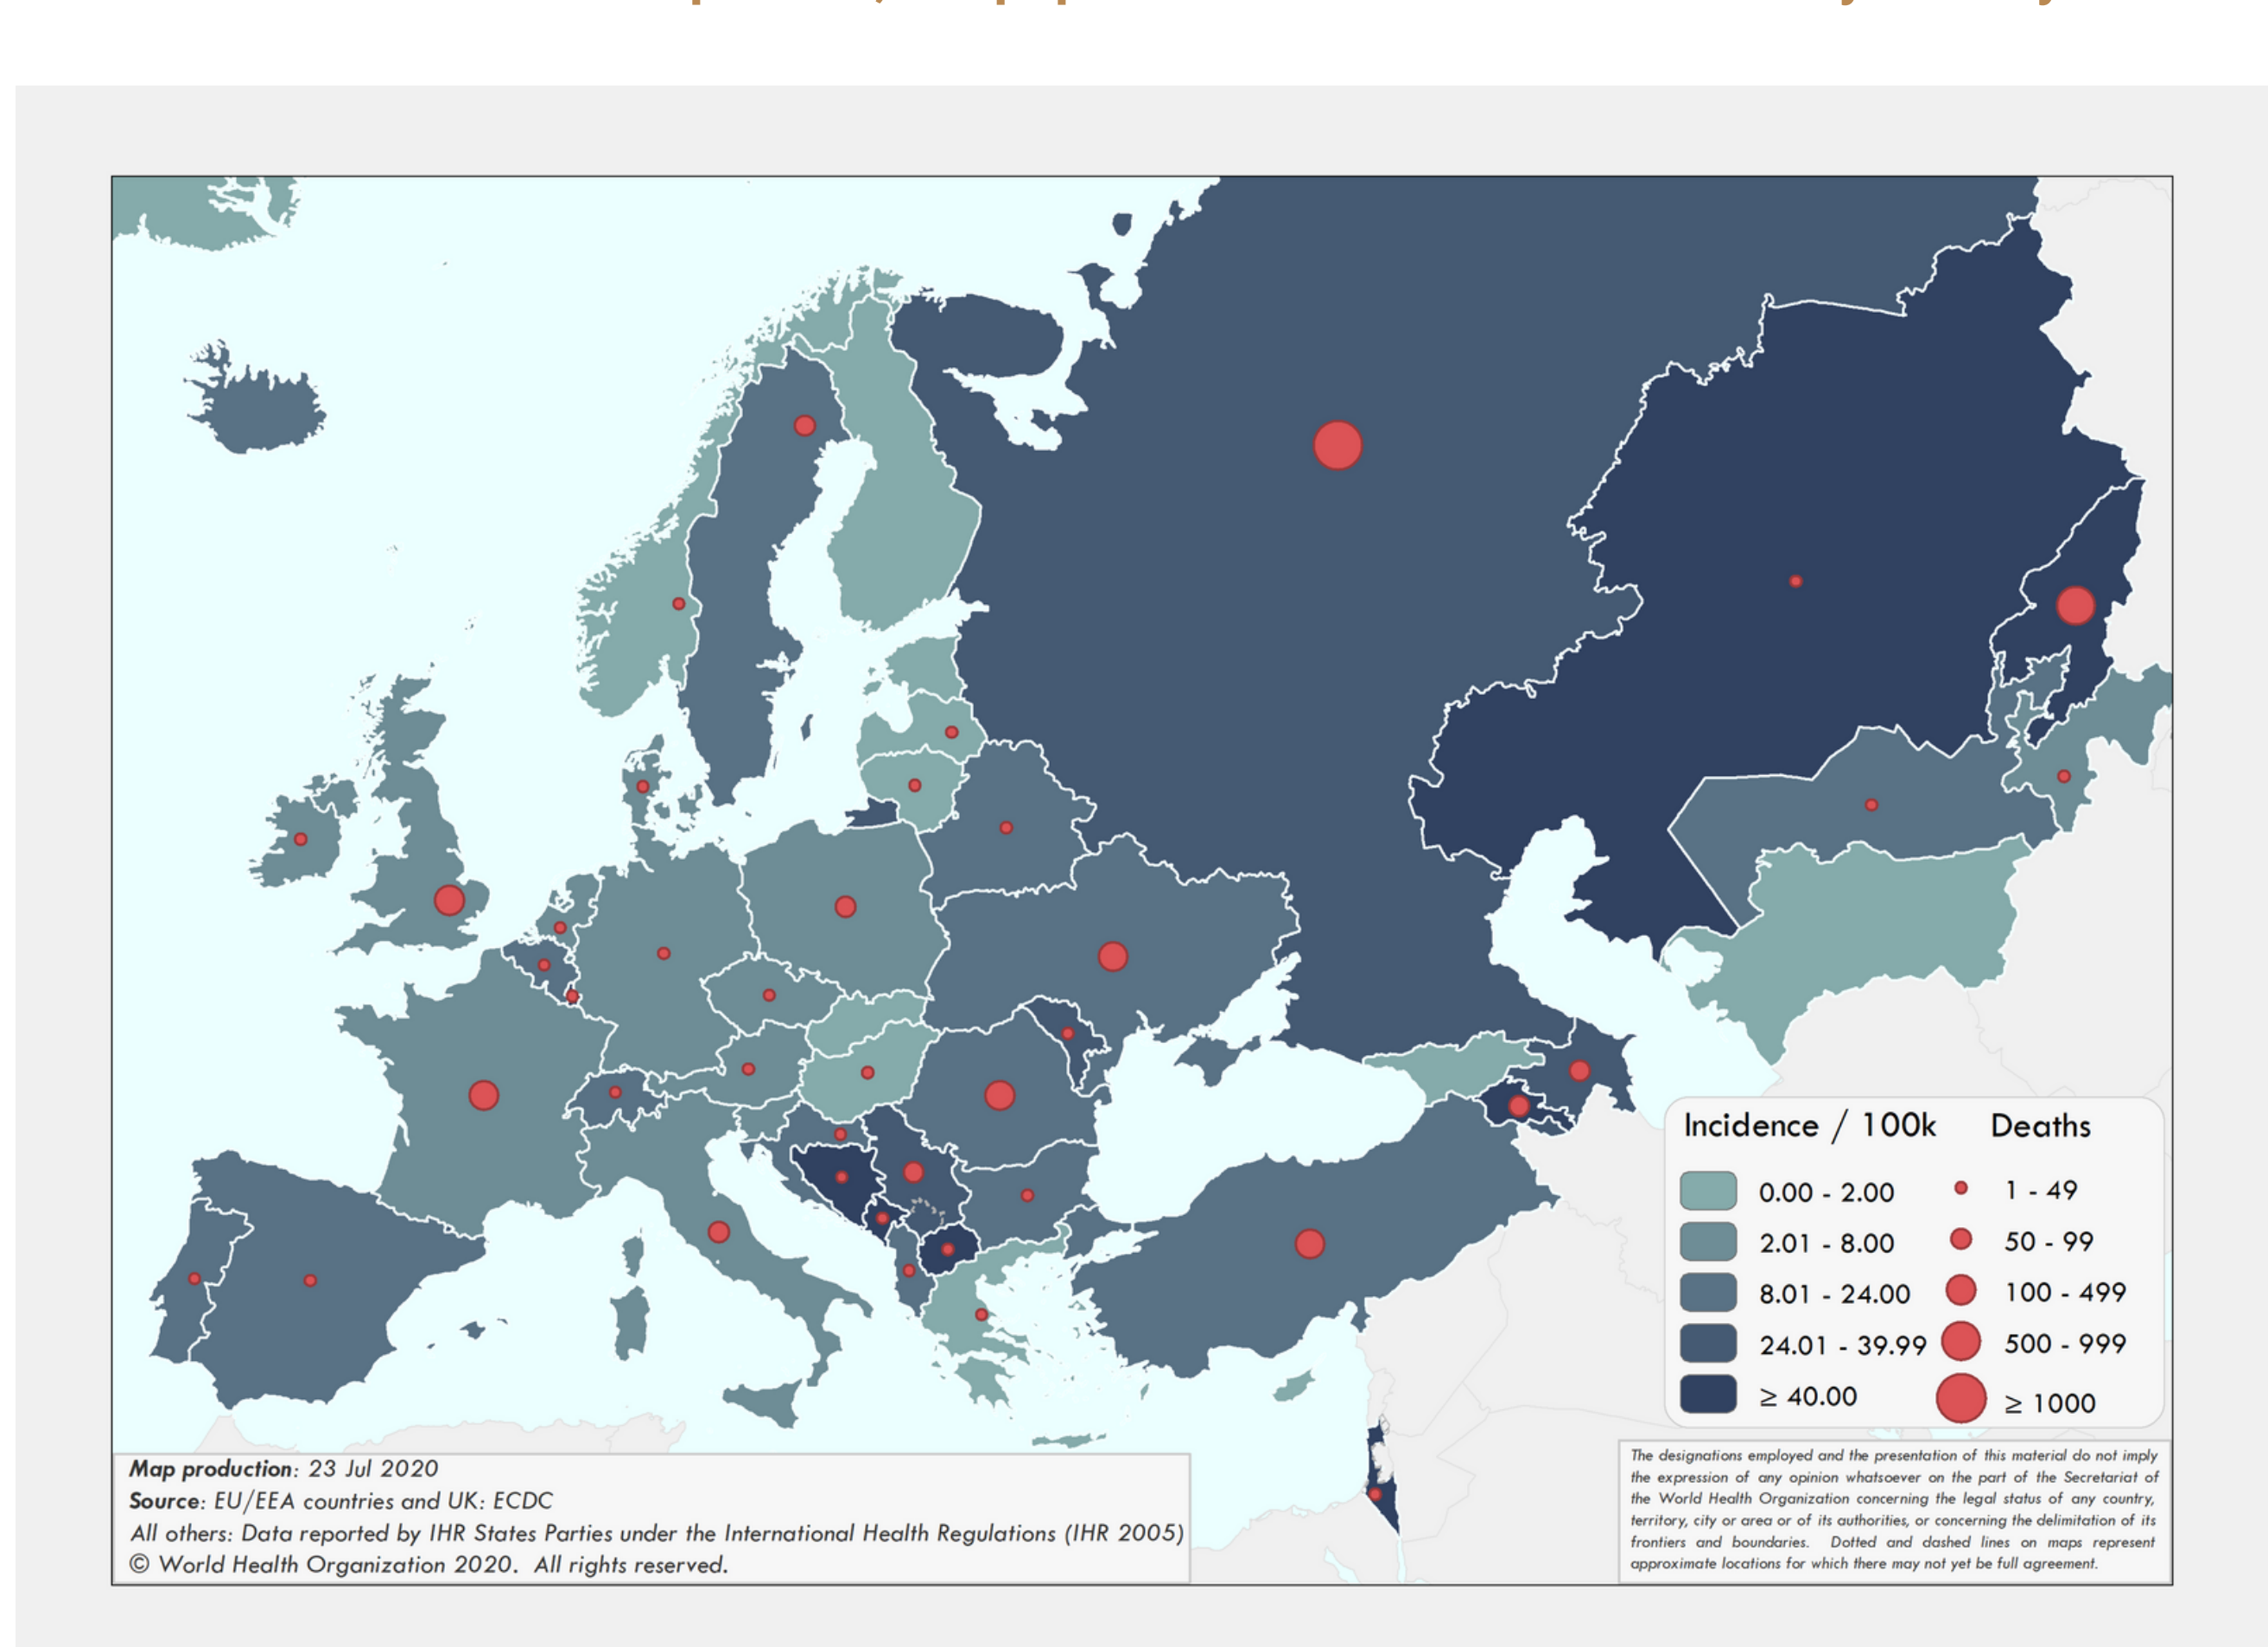 Incidence / 100k Deaths
0.00 - 2.00 1 - 49
2.01 - 8.00 50 - 99
8.01 - 24.00 100 - 499
24.01 - 39.99 500 - 999
≥ 40.00 ≥ 1000
Map production: 23 Jul 2020
Source: EU/EEA countries and UK: ECDC
All others: Data reported by IHR States Parties under the International Health Regulations (IHR 2005)
© World Health Organization 2020. All rights reserved.
The designations employed and the presentation of this material do not imply
the expression of any opinion whatsoever on the part of the Secretariat of
the World Health Organization concerning the legal status of any country,
territory, city or area or of its authorities, or concerning the delimitation of its
frontiers and boundaries. Dotted and dashed lines on maps represent
approximate locations for which there may not yet be full agreement.